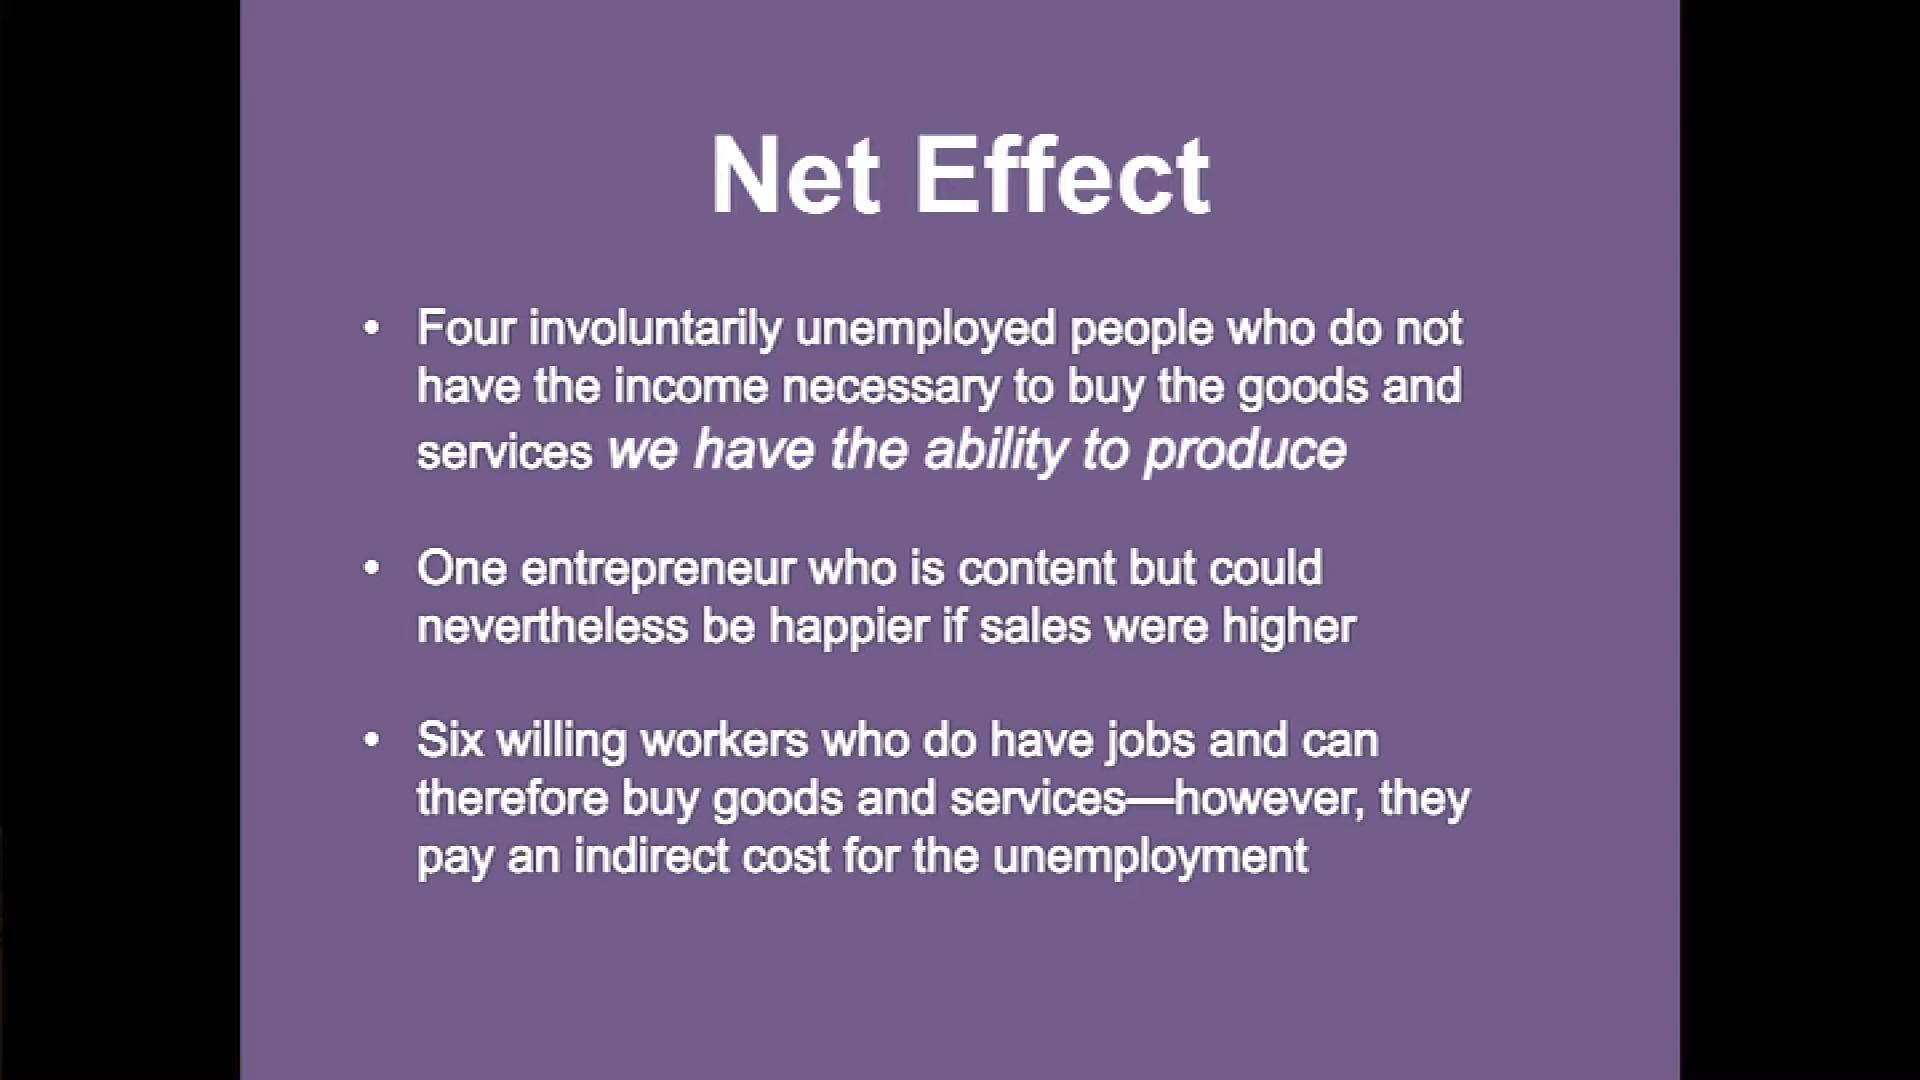 Net Effect
• Four involuntarily unemployed people who do not
have the income necessary to buy the goods and
services we have the ability to produce
• One entrepreneur who is content but could
nevertheless be happier if sales were higher
• Six willing workers who do have jobs and can
therefore buy goods and services—however, they
pay an indirect cost for the unemployment